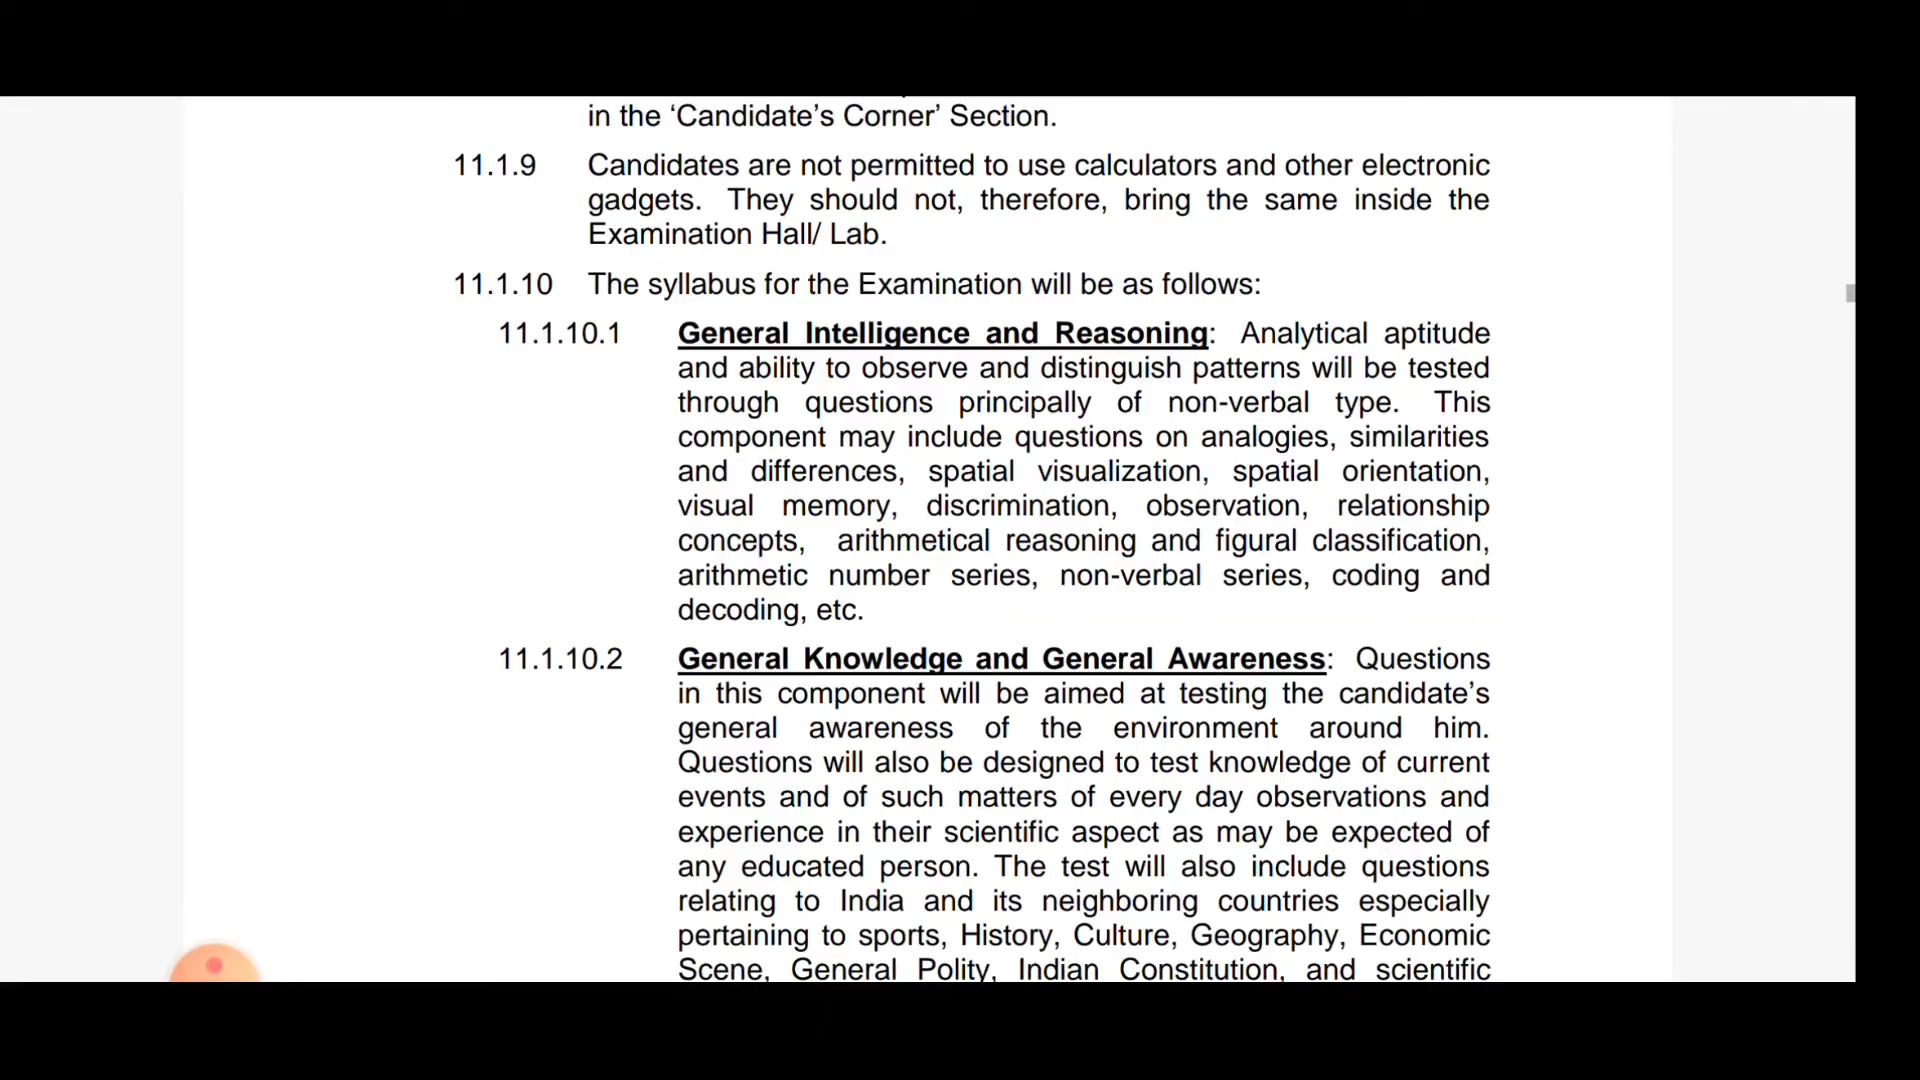 in the ‘Candidate’s Corner’ Section.
11.1.9 Candidates are not permitted to use calculators and other electronic
gadgets. They should not, therefore, bring the same inside the
Examination Hall/ Lab.
11.1.10 The syllabus for the Examination will be as follows:
11.1.10.1 General Intelligence and Reasoning: Analytical aptitude
and ability to observe and distinguish patterns will be tested
through questions principally of non-verbal type. This
component may include questions on analogies, similarities
and differences, spatial visualization, spatial orientation,
visual memory, discrimination, observation, relationship
concepts, arithmetical reasoning and figural classification,
arithmetic number series, non-verbal series, coding and
decoding, etc.
11.1.10.2 General Knowledge and General Awareness: Questions
in this component will be aimed at testing the candidate’s
general awareness of the environment around him.
Questions will also be designed to test knowledge of current
events and of such matters of every day observations and
experience in their scientific aspect as may be expected of
any educated person. The test will also include questions
relating to India and its neighboring countries especially
pertaining to sports, History, Culture, Geography, Economic
Scene, General Polity, Indian Constitution, and scientific